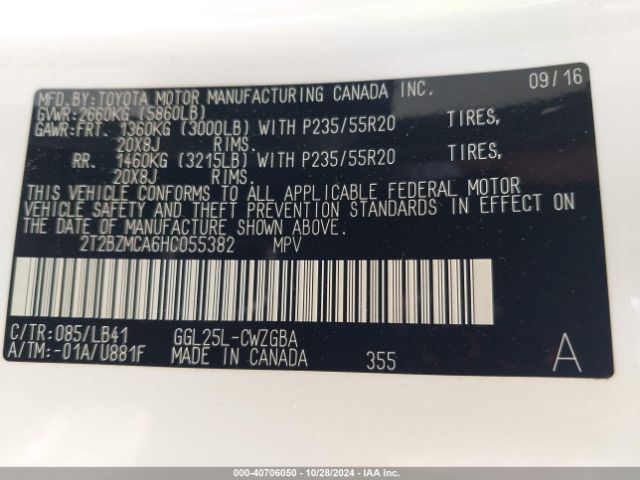 MFD.BY:TOYOTA MOTOR MANUFACTURING CANADA INC. 09/16
GVWR:2660KG (5860LB)
GAWR:FRT. 1360KG (3000LB) WITH P235/55R20 TIRES,
20X8J RIMS.
RR. 1460KG (3215LB) WITH P235/55R20 TIRES,
20X8J RIMS.
THIS VEHICLE CONFORMS TO ALL APPLICABLE FEDERAL MOTOR
VEHICLE SAFETY AND THEFT PREVENTION STANDARDS IN EFFECT ON
THE DATE OF MANUFACTURE SHOWN ABOVE.
2T2BZMCA6HC055382 MPV
C/TR:085/LB41 GGL25L-CWZGBA
A/TM:-01A/U881F MADE IN CANADA 355 A
000-40706050 - 10/28/2024 - IAA Inc.